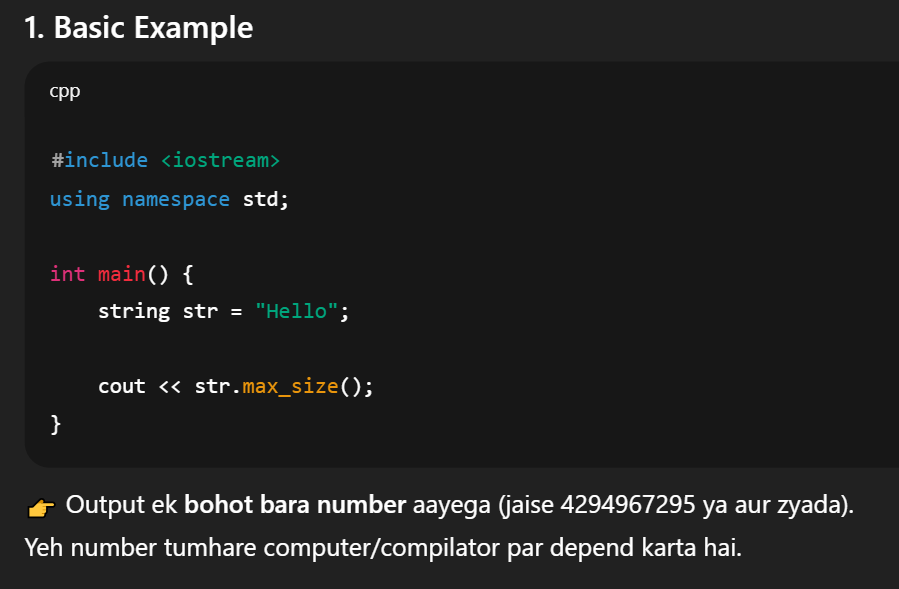 1. Basic Example
cpp
#include <iostream>
using namespace std;
int main() {
    string str = "Hello";
    cout << str.max_size();
}
👉 Output ek bohot bara number aayega (jaise 4294967295 ya aur zyada).
Yeh number tumhare computer/compilator par depend karta hai.